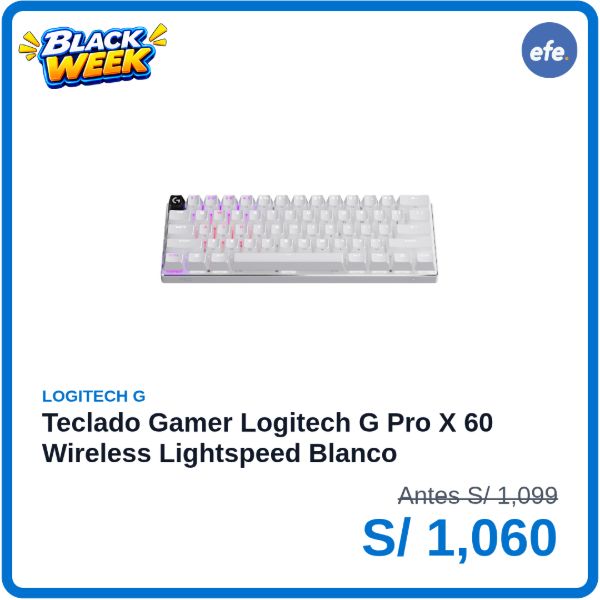 BLACK
WEEK
efe.
LOGITECH G
Teclado Gamer Logitech G Pro X 60
Wireless Lightspeed Blanco
Antes S/ 1,099
S/ 1,060